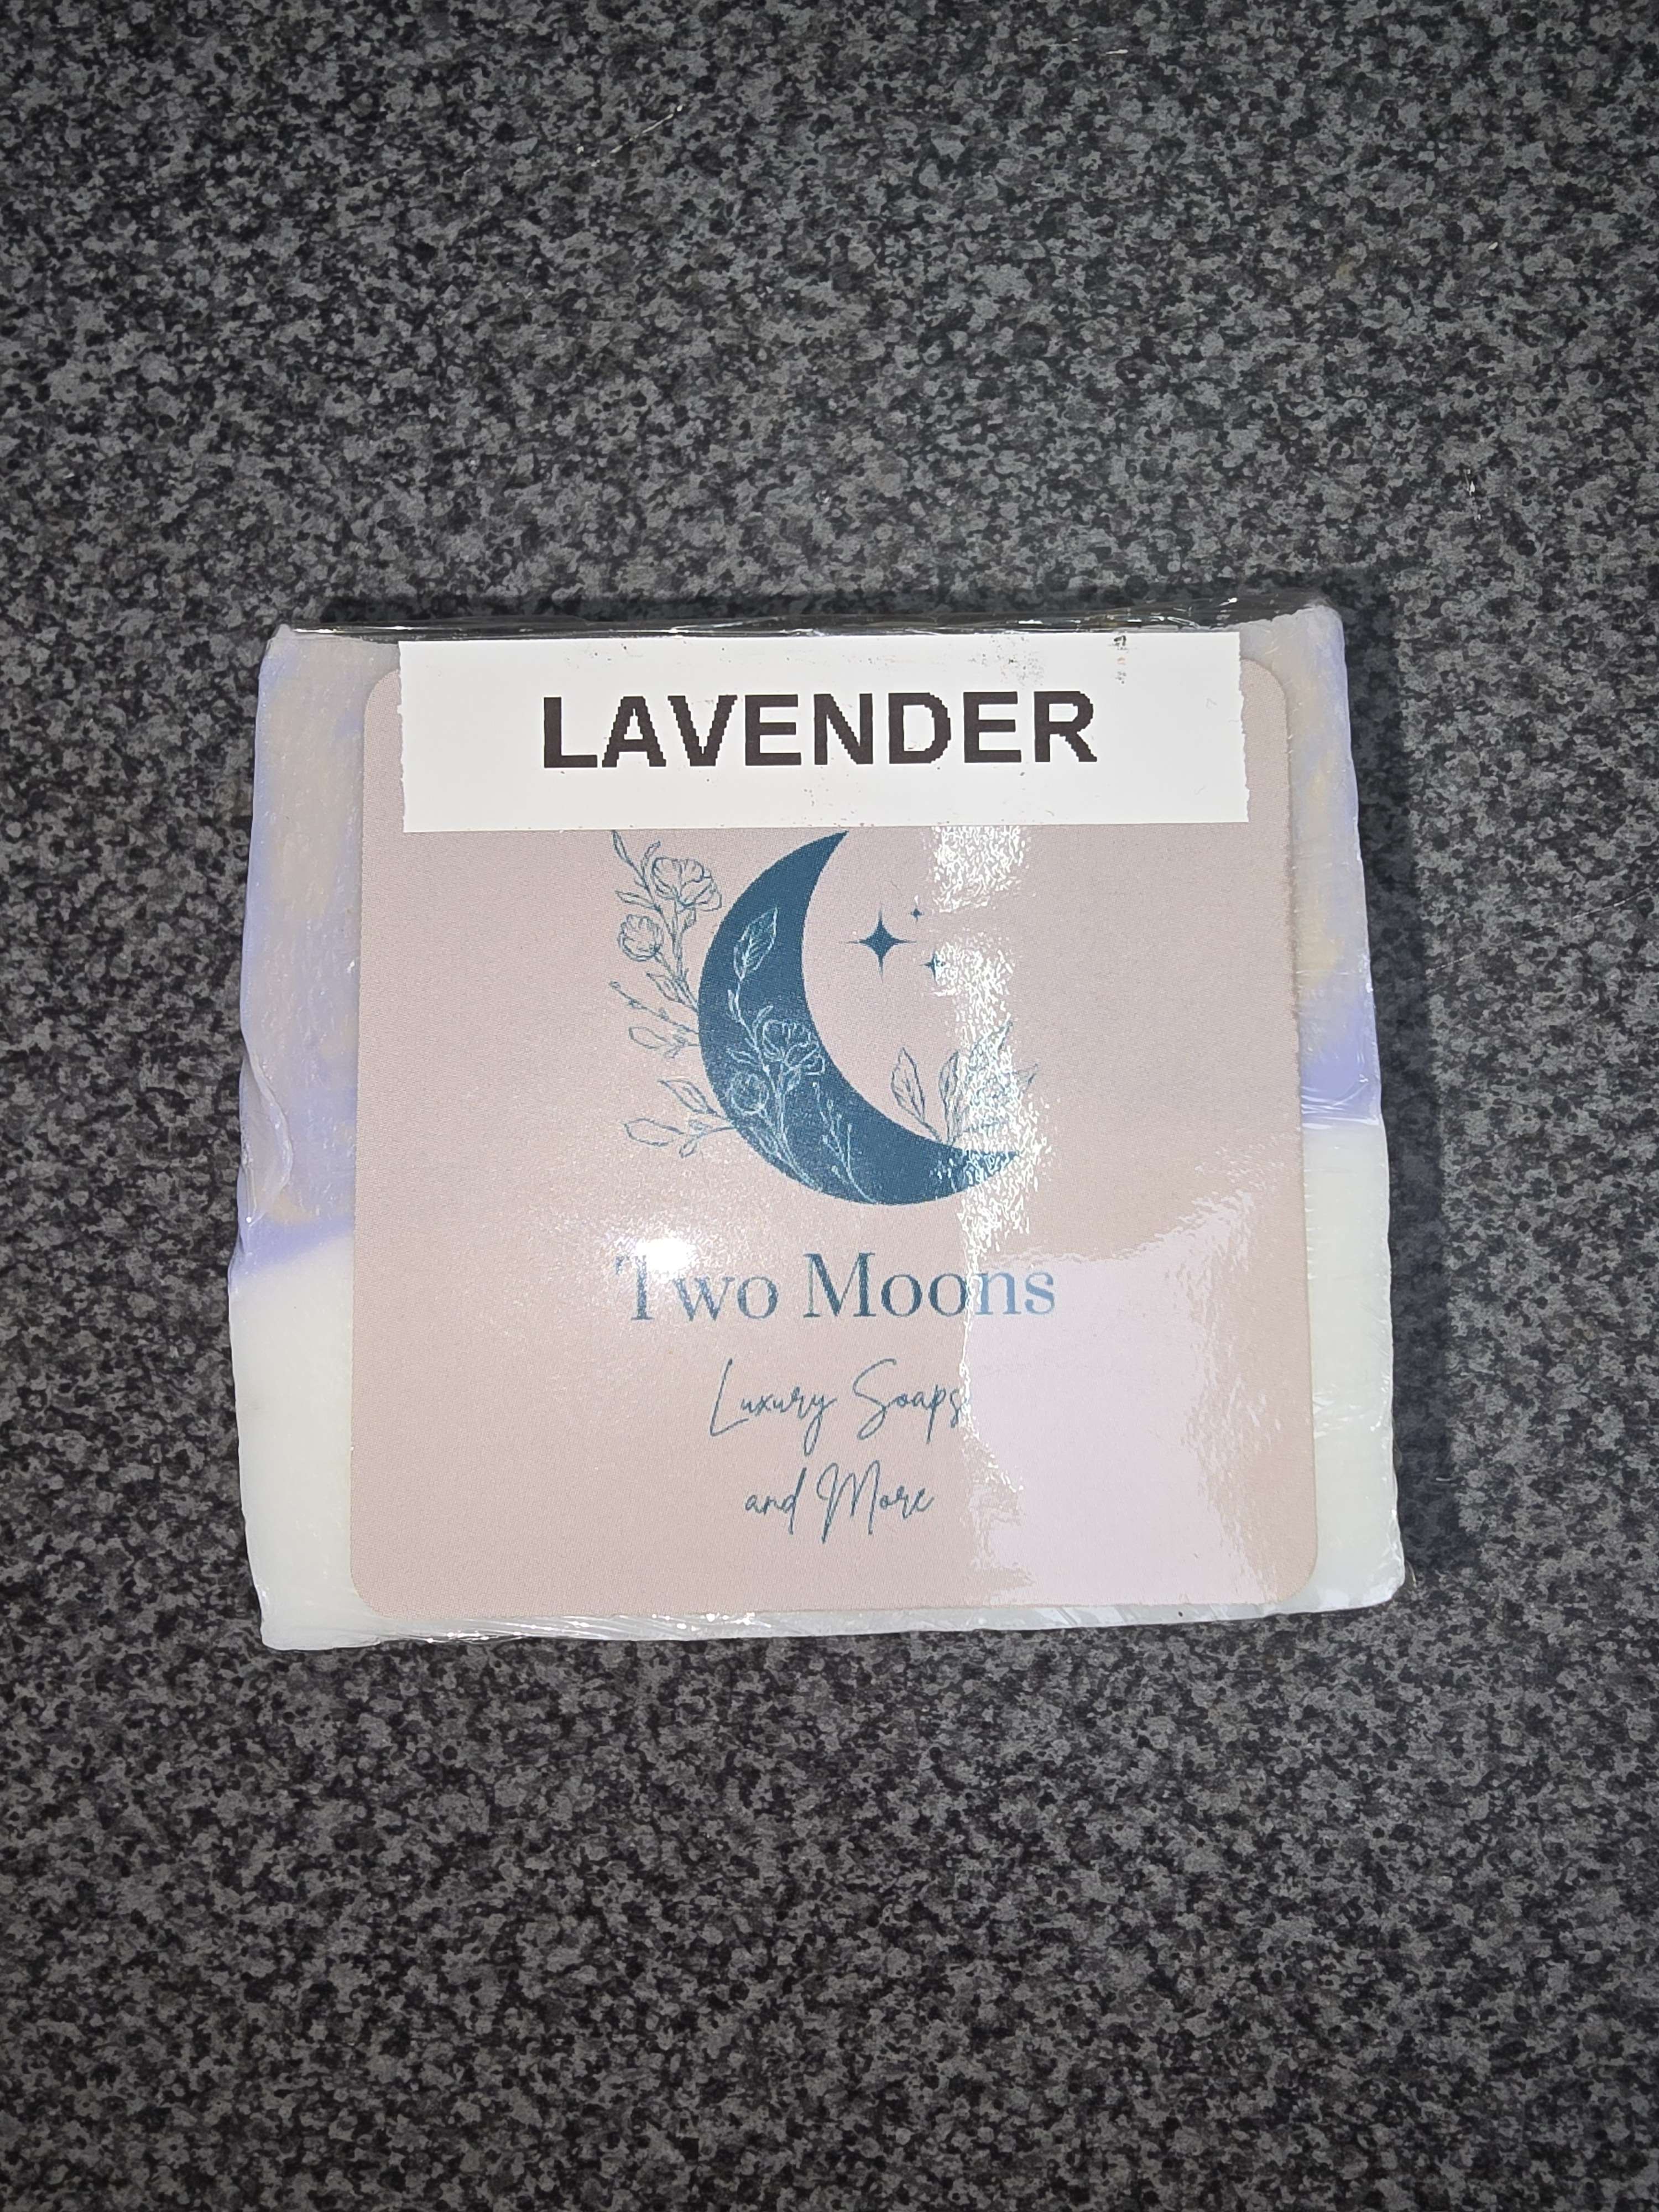 LAVENDER
Two Moons
Luxury Soaps
and More